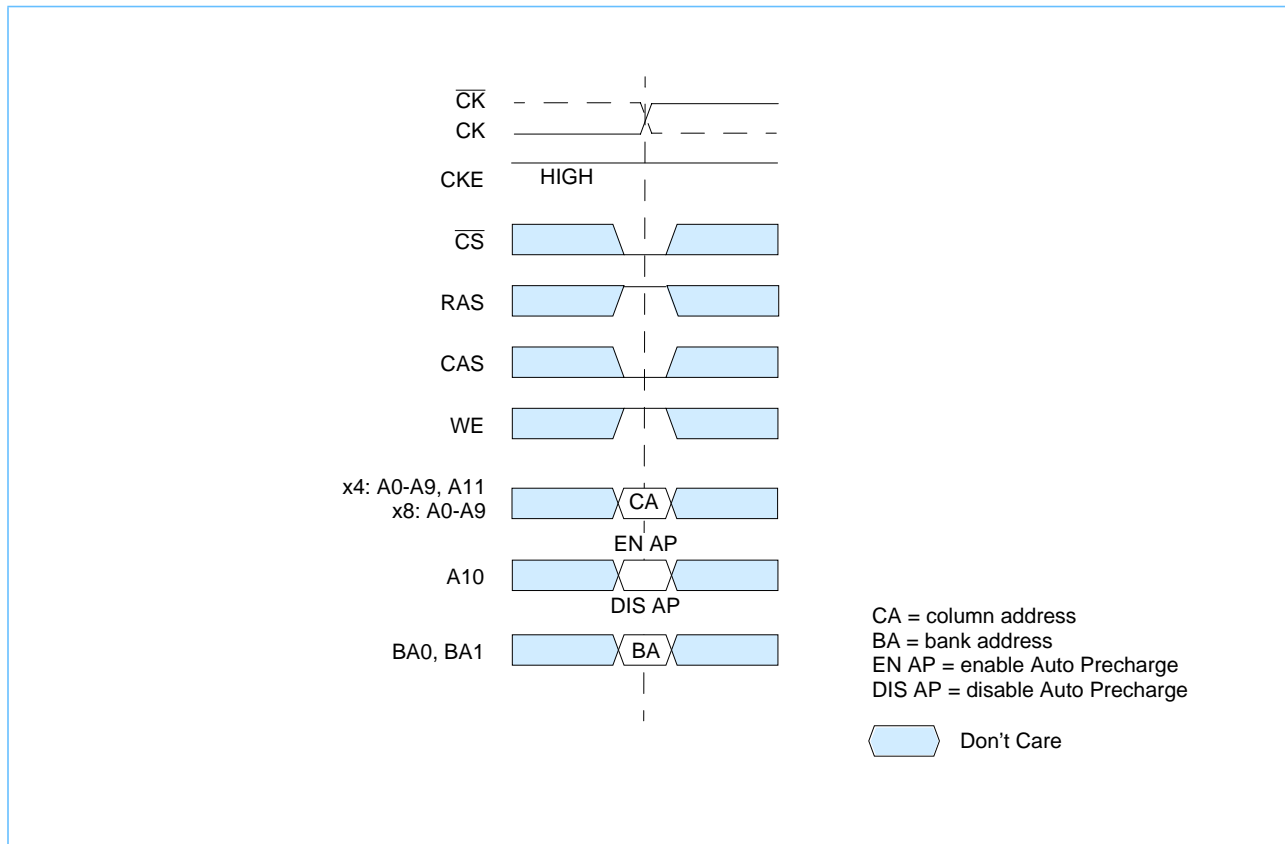 C̅K̅
CK
CKE
HIGH
C̅S̅
RAS
CAS
WE
x4: A0-A9, A11
x8: A0-A9
CA
EN AP
A10
DIS AP
BA0, BA1
BA
CA = column address
BA = bank address
EN AP = enable Auto Precharge
DIS AP = disable Auto Precharge
Don't Care